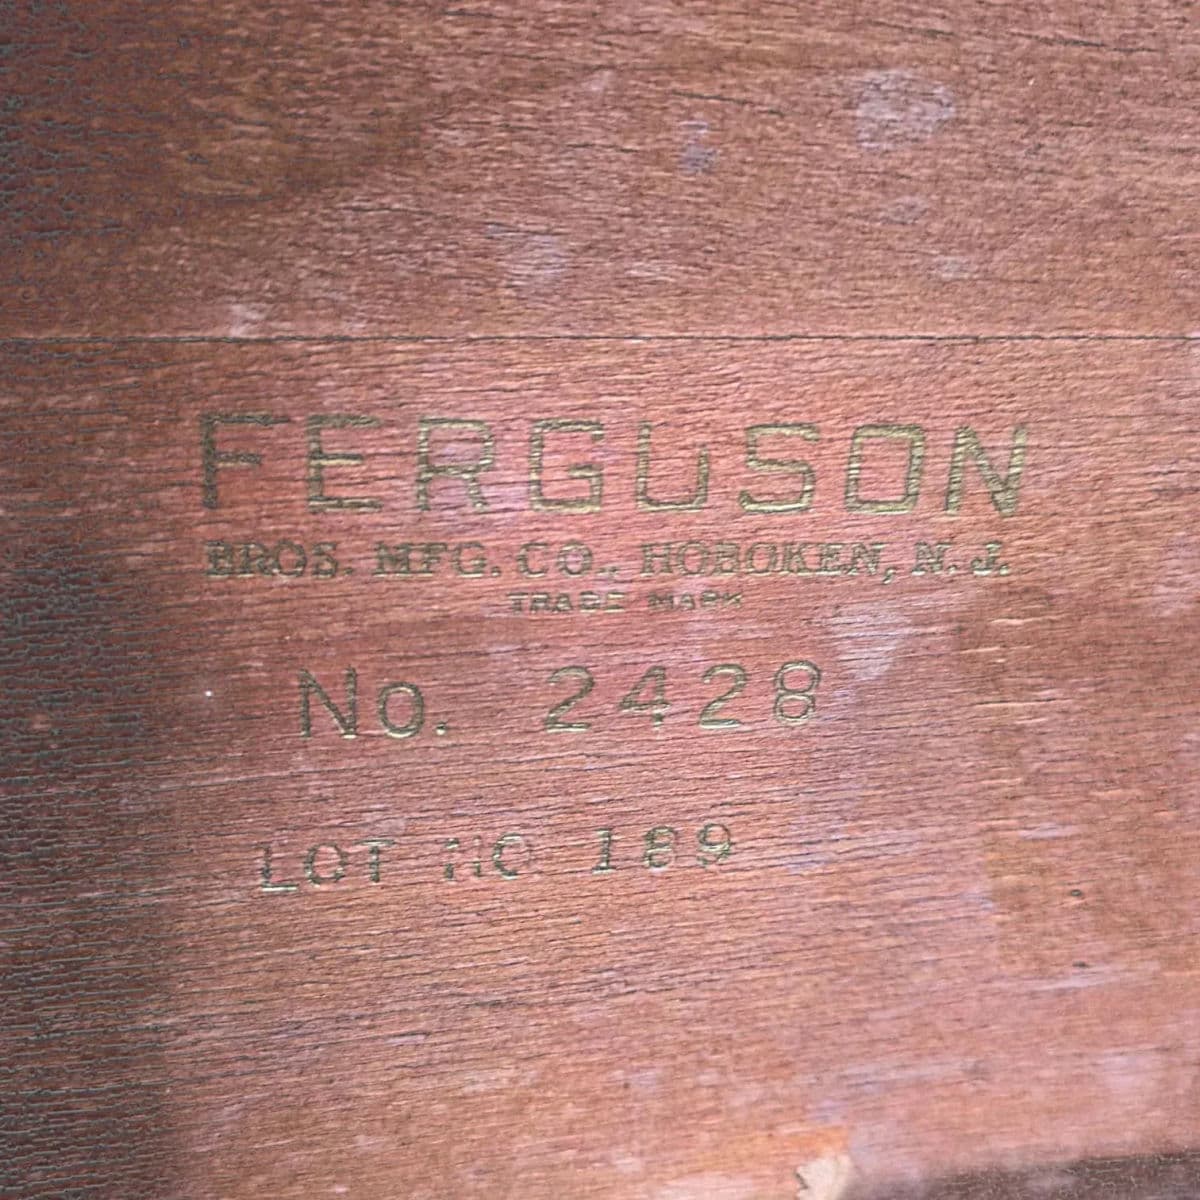 FERGUSON
BROS. MFG. CO., HOBOKEN, N. J.
TRADE MARK
No. 2428
LOT NO 189